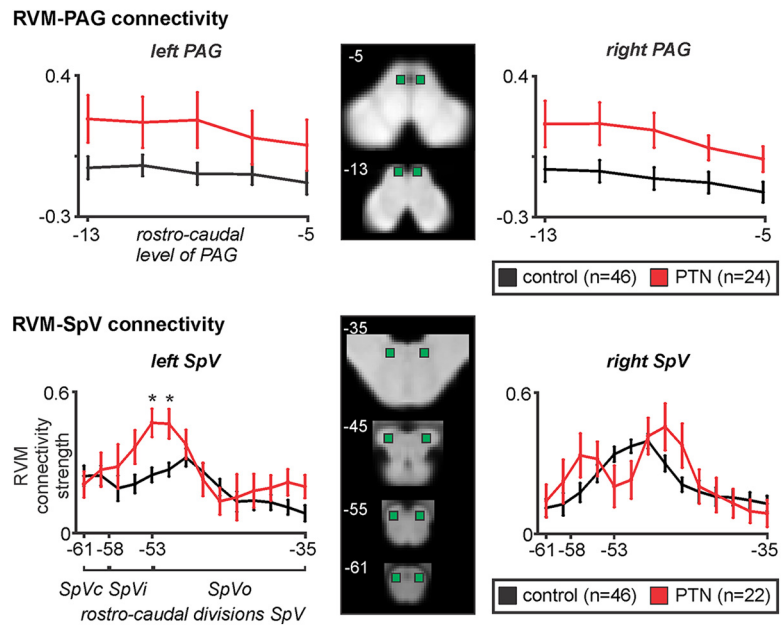 RVM-PAG connectivity
left PAG
right PAG
0.4
-0.3
-13
-5
rostro-caudal
level of PAG
-5
-13
0.4
-0.3
-13
-5
control (n=46) PTN (n=24)
RVM-SpV connectivity
left SpV
right SpV
RVM
connectivity
strength
0.6
0
* *
-61
-58
-53
-35
SpVc SpVi SpVo
rostro-caudal divisions SpV
-35
-45
-55
-61
0.6
0
-61
-58
-53
-35
control (n=46) PTN (n=22)